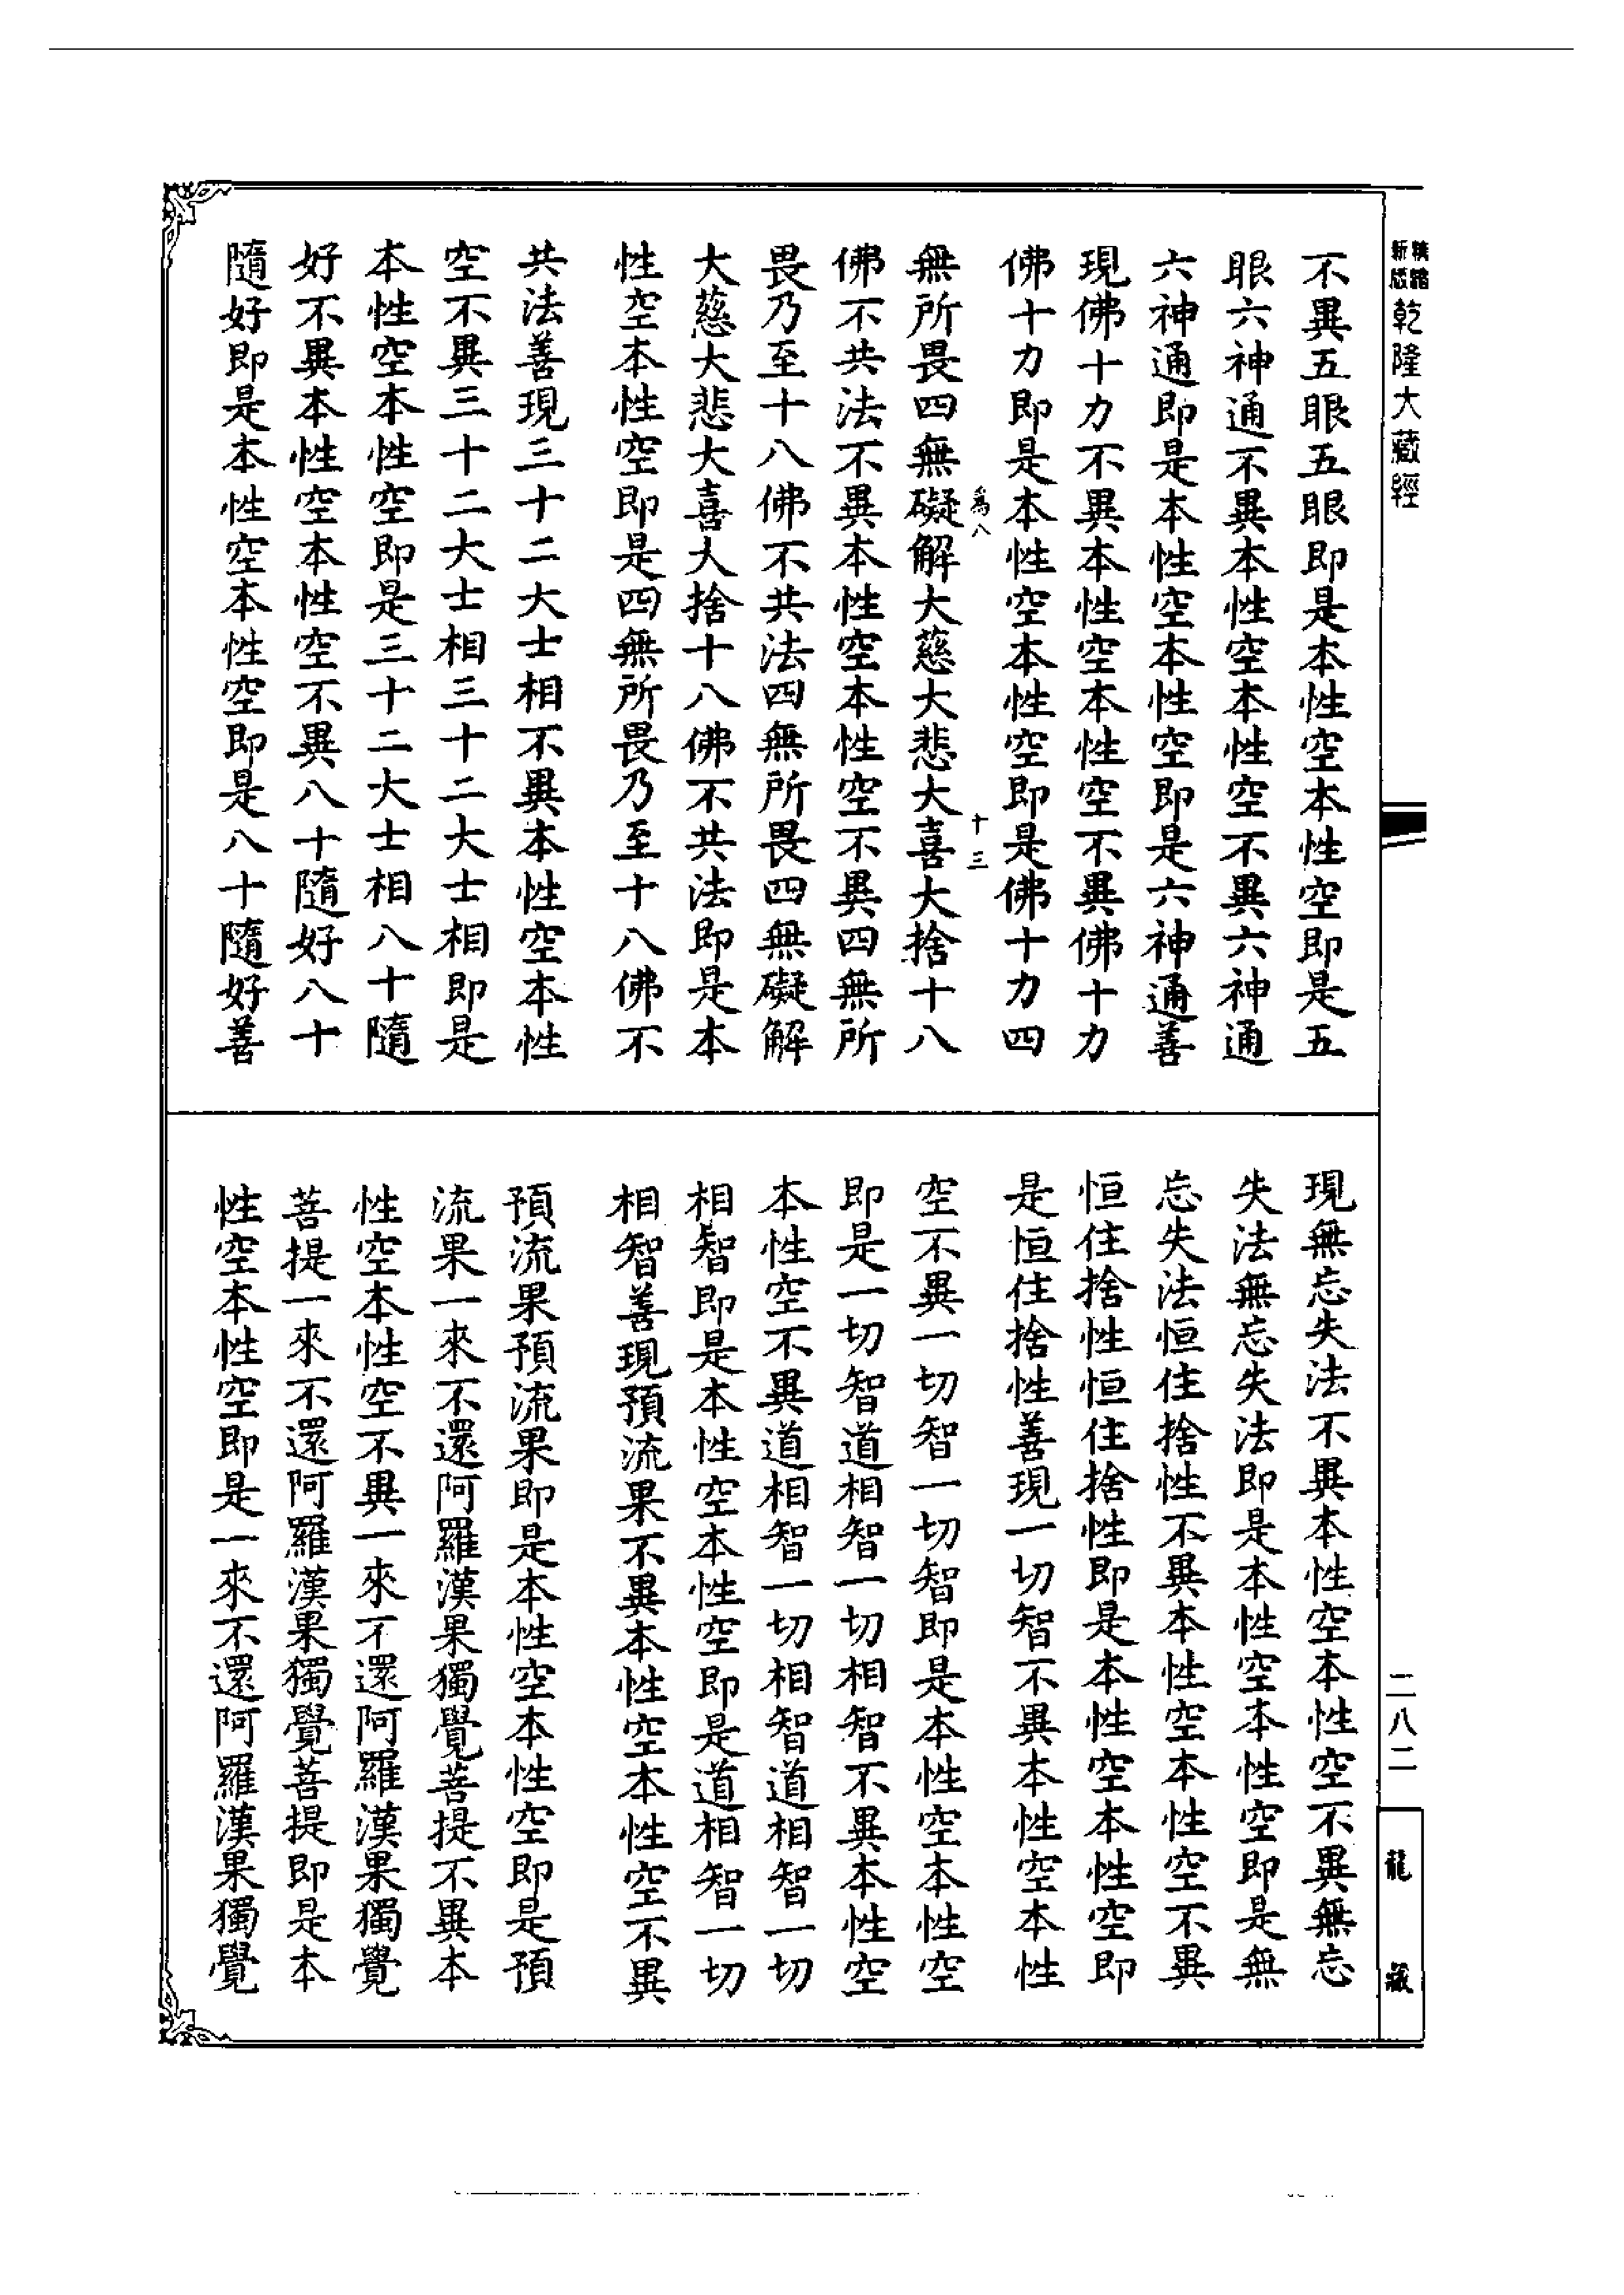 精縮
新版
乾隆大藏經
二八二
龍藏
不異五眼五眼即是本性空本性空即是五
眼六神通不異本性空本性空不異六神通
六神通即是本性空本性空即是六神通善
現佛十力不異本性空本性空不異佛十力
佛十力即是本性空本性空即是佛十力四
爲八 十三
無所畏四無礙解大慈大悲大喜大捨十八
佛不共法不異本性空本性空不異四無所
畏乃至十八佛不共法四無所畏四無礙解
大慈大悲大喜大捨十八佛不共法即是本
性空本性空即是四無所畏乃至十八佛不
共法善現三十二大士相不異本性空本性
空不異三十二大士相三十二大士相即是
本性空本性空即是三十二大士相八十隨
好不異本性空本性空不異八十隨好八十
隨好即是本性空本性空即是八十隨好善
現無忘失法不異本性空本性空不異無忘
失法無忘失法即是本性空本性空即是無
忘失法恒住捨性不異本性空本性空不異
恒住捨性恒住捨性即是本性空本性空即
是恒住捨性善現一切智不異本性空本性
空不異一切智一切智即是本性空本性空
即是一切智道相智一切相智不異本性空
本性空不異道相智一切相智道相智一切
相智即是本性空本性空即是道相智一切
相智善現預流果不異本性空本性空不異
預流果預流果即是本性空本性空即是預
流果一來不還阿羅漢果獨覺菩提不異本
性空本性空不異一來不還阿羅漢果獨覺
菩提一來不還阿羅漢果獨覺菩提即是本
性空本性空即是一來不還阿羅漢果獨覺